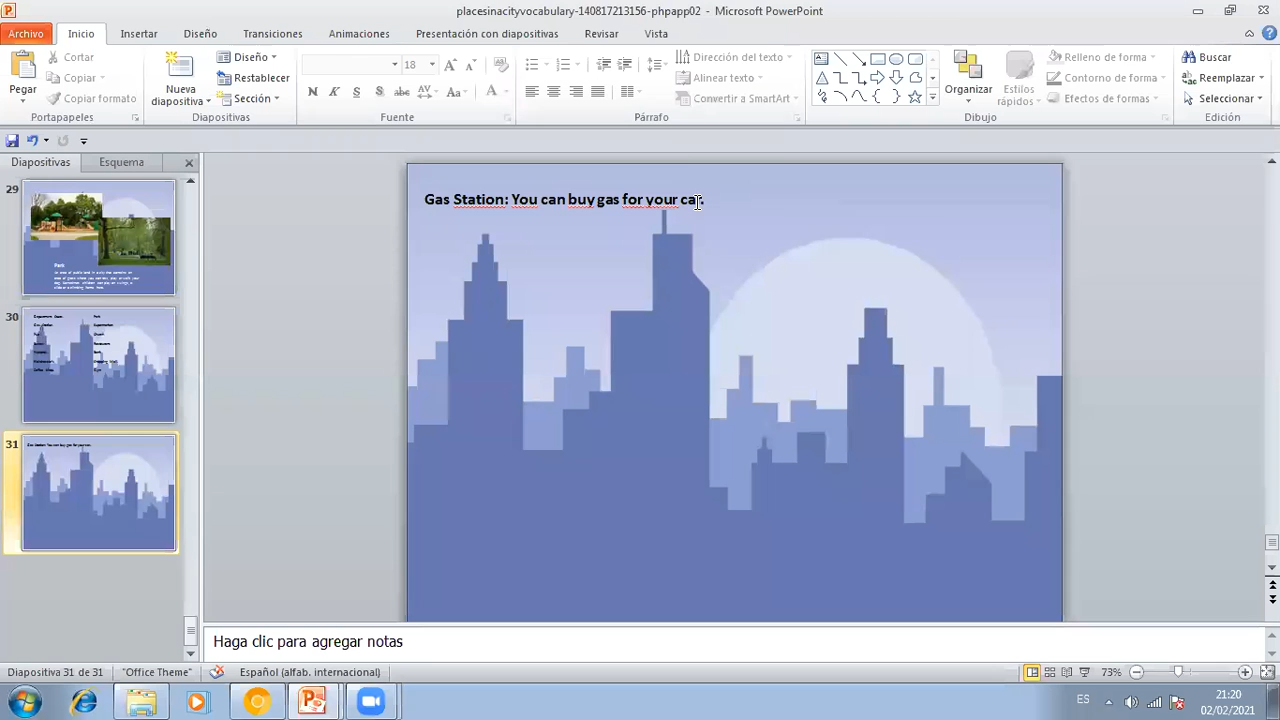 placesinacityvocabulary-140817213156-phpapp02 - Microsoft PowerPoint
Archivo Inicio Insertar Diseño Transiciones Animaciones Presentación con diapositivas Revisar Vista
Pegar
Cortar
Copiar
Copiar formato
Portapapeles
Nueva diapositiva
Diseño
Restablecer
Sección
Diapositivas
18
N K S S abc AV Aa A
Fuente
Párrafo
Dirección del texto
Alinear texto
Convertir a SmartArt
Organizar
Estilos rápidos
Relleno de forma
Contorno de forma
Efectos de formas
Dibujo
Buscar
Reemplazar
Seleccionar
Edición
Diapositivas Esquema
29
Park
30
31
Gas Station: You can buy gas for your car.
Haga clic para agregar notas
Diapositiva 31 de 31 "Office Theme" Español (alfab. internacional) 73%
ES
21:20
02/02/2021